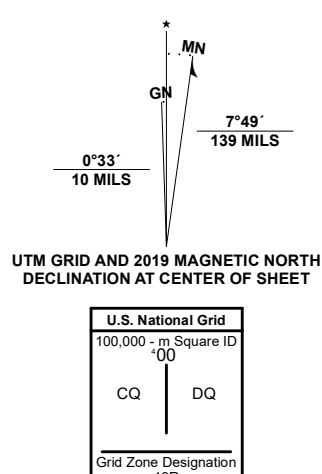 ★
MN
GN
7°49´
139 MILS
0°33´
10 MILS
UTM GRID AND 2019 MAGNETIC NORTH
DECLINATION AT CENTER OF SHEET
U.S. National Grid
100,000 - m Square ID
⁴00
CQ DQ
Grid Zone Designation